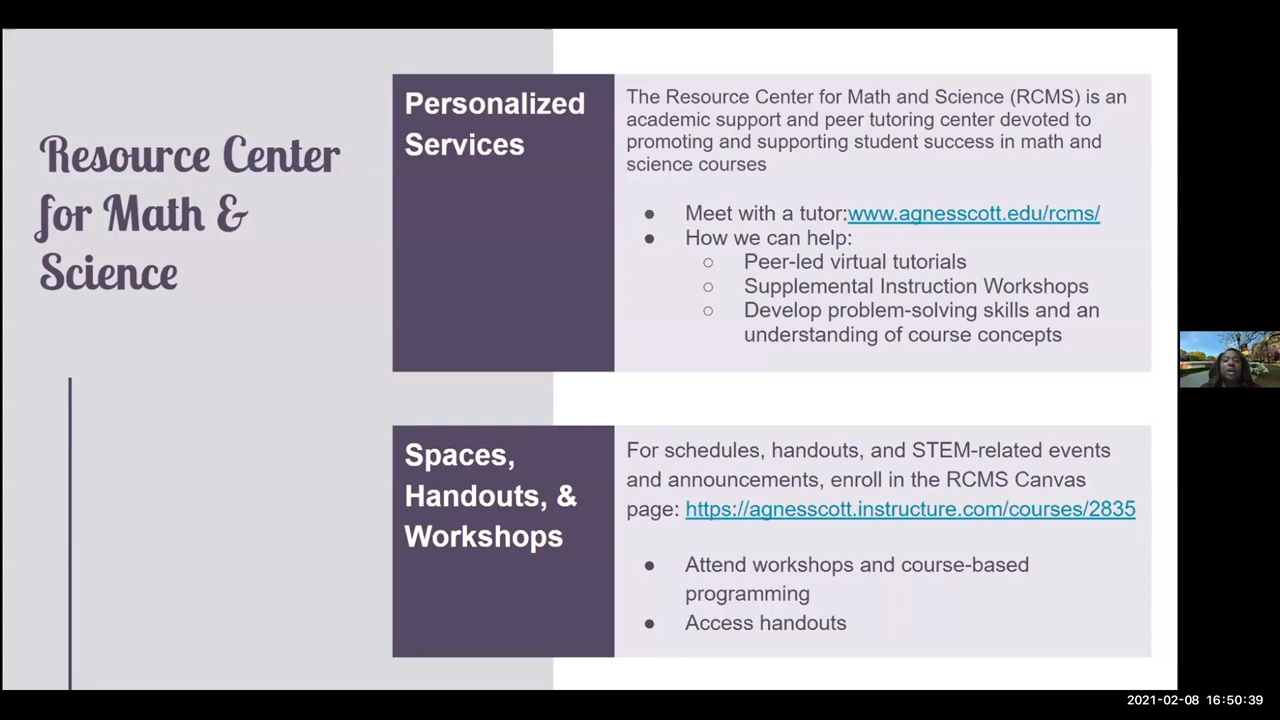 Resource Center
for Math &
Science
Personalized
Services
The Resource Center for Math and Science (RCMS) is an
academic support and peer tutoring center devoted to
promoting and supporting student success in math and
science courses
● Meet with a tutor:www.agnesscott.edu/rcms/
● How we can help:
○ Peer-led virtual tutorials
○ Supplemental Instruction Workshops
○ Develop problem-solving skills and an
understanding of course concepts
Spaces,
Handouts, &
Workshops
For schedules, handouts, and STEM-related events
and announcements, enroll in the RCMS Canvas
page: https://agnesscott.instructure.com/courses/2835
● Attend workshops and course-based
programming
● Access handouts
2021-02-08 16:50:39